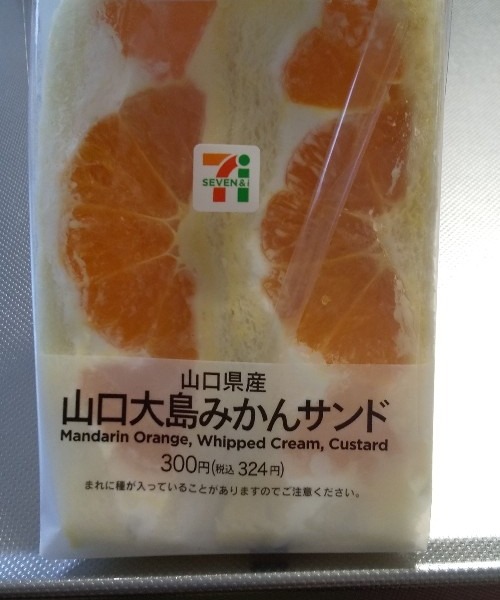 SEVEN&i
山口県産
山口大島みかんサンド
Mandarin Orange, Whipped Cream, Custard
300円(税込 324円)
まれに種が入っていることがありますのでご注意ください。